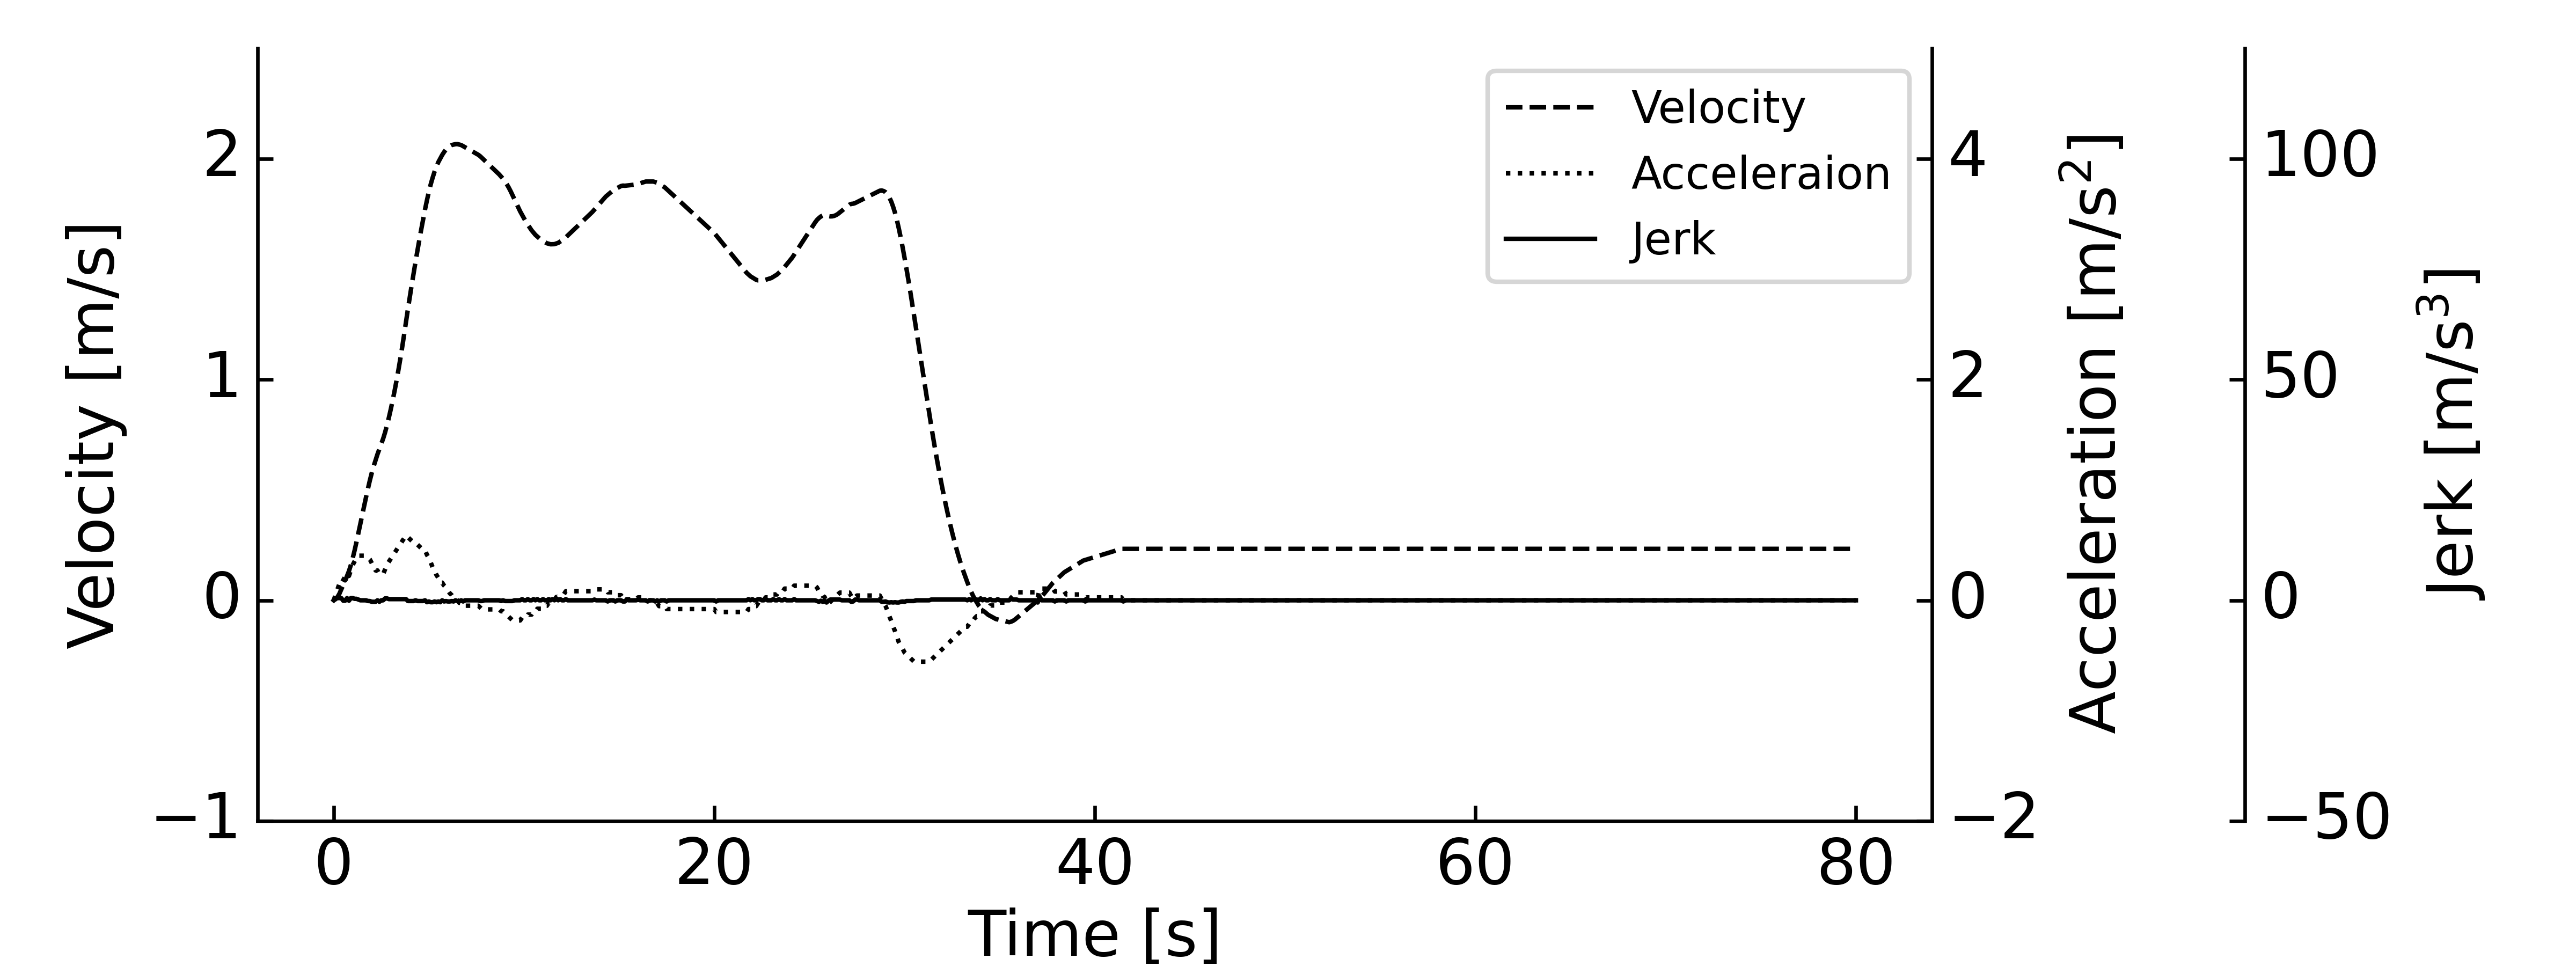 Velocity [m/s]
2
1
0
−1
0 20 40 60 80
Time [s]
Velocity
Acceleraion
Jerk
4
2
0
−2
Acceleration [m/s²]
100
50
0
−50
Jerk [m/s³]